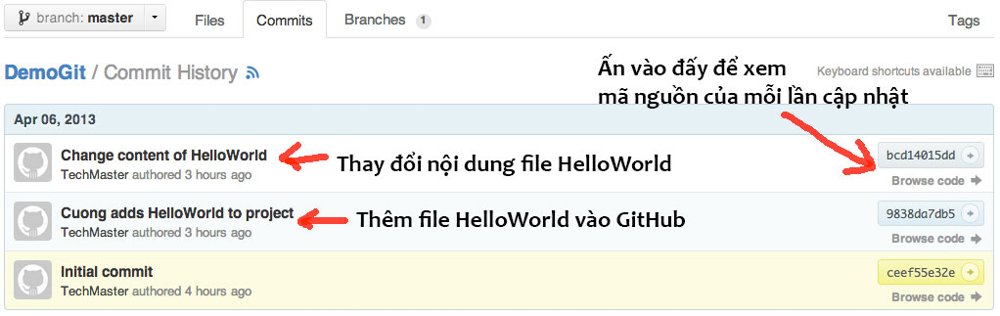 branch: master
Files
Commits
Branches 1
Tags
DemoGit / Commit History
Ấn vào đấy để xem
mã nguồn của mỗi lần cập nhật
Keyboard shortcuts available
Apr 06, 2013
Change content of HelloWorld
TechMaster authored 3 hours ago
Thay đổi nội dung file HelloWorld
bcd14015dd
Browse code
Cuong adds HelloWorld to project
TechMaster authored 3 hours ago
Thêm file HelloWorld vào GitHub
9838da7db5
Browse code
Initial commit
TechMaster authored 4 hours ago
ceef55e32e
Browse code